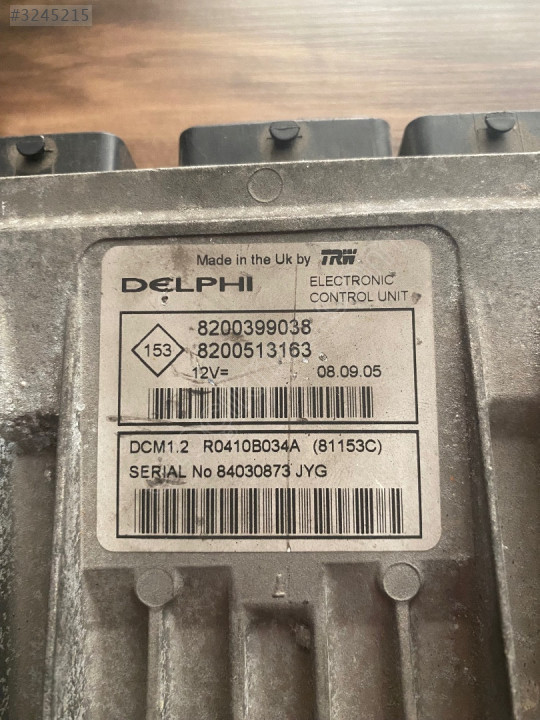 #3245215
Made in the Uk by TRW
DELPHI
ELECTRONIC
CONTROL UNIT
153
8200399038
8200513163
12V= 08.09.05
DCM1.2 R0410B034A (81153C)
SERIAL No 84030873 JYG